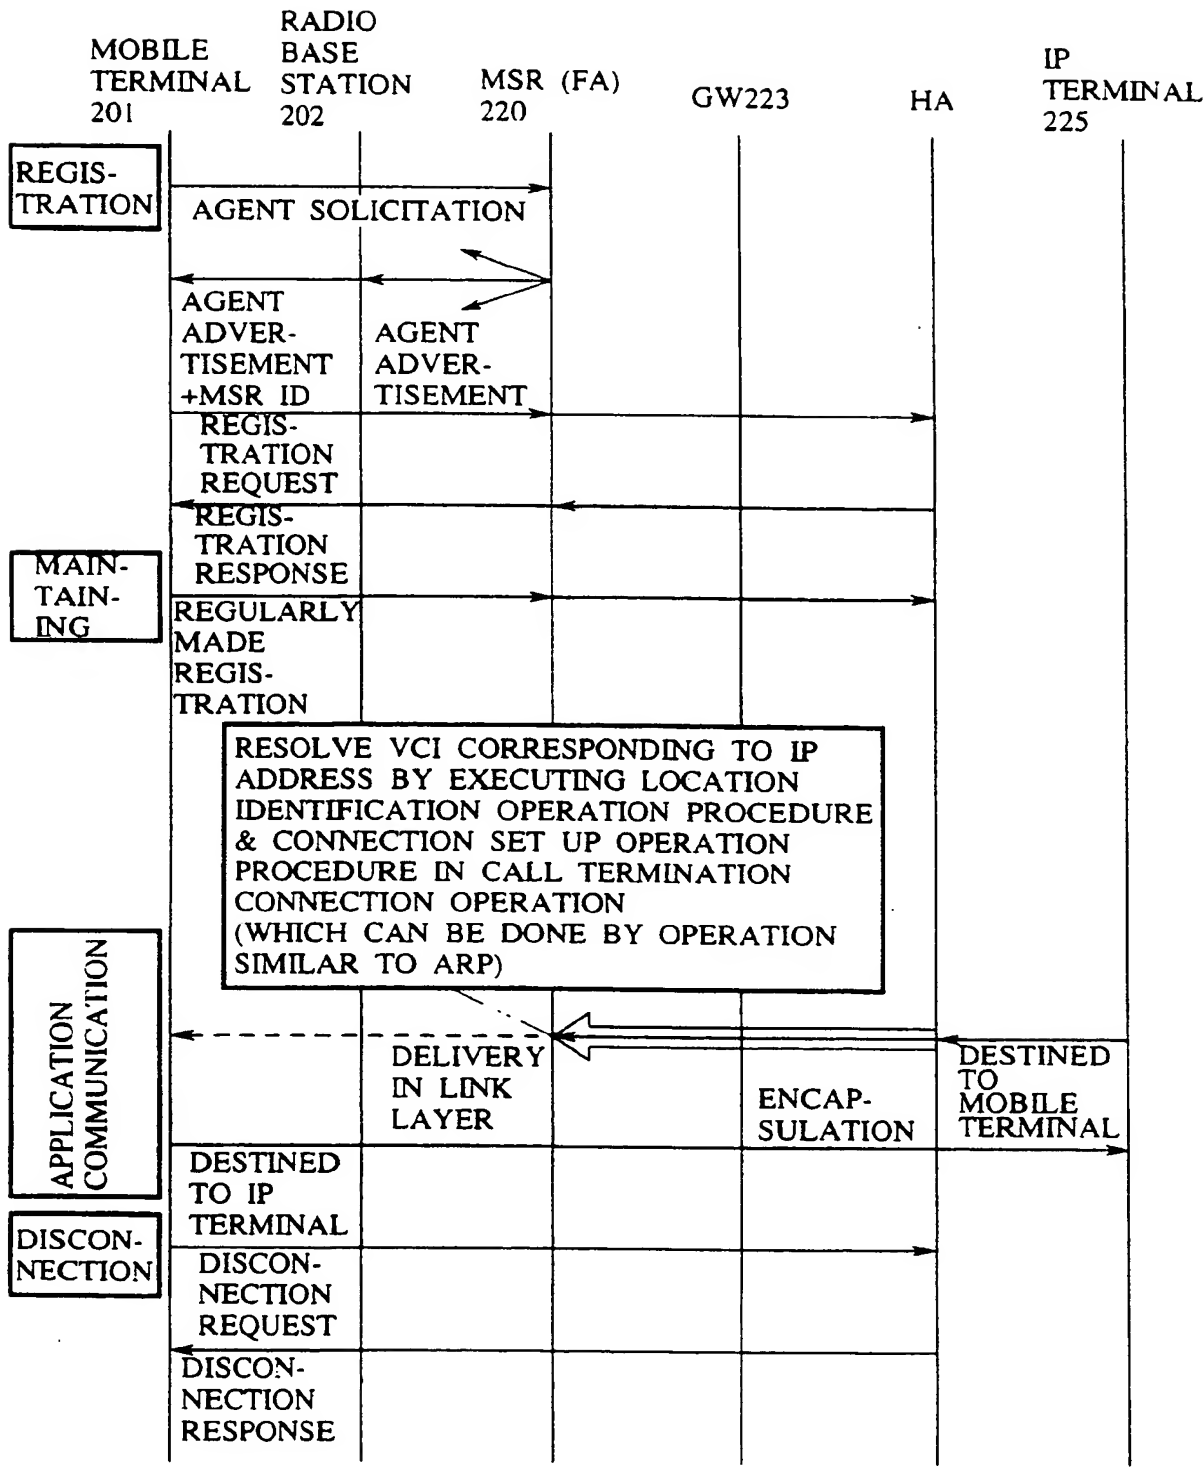 MOBILE
TERMINAL
201
RADIO
BASE
STATION
202
MSR (FA)
220
GW223
HA
IP
TERMINAL
225
REGIS-
TRATION
AGENT SOLICITATION
AGENT
ADVER-
TISEMENT
+MSR ID
AGENT
ADVER-
TISEMENT
REGIS-
TRATION
REQUEST
REGIS-
TRATION
RESPONSE
MAIN-
TAIN-
ING
REGULARLY
MADE
REGIS-
TRATION
RESOLVE VCI CORRESPONDING TO IP
ADDRESS BY EXECUTING LOCATION
IDENTIFICATION OPERATION PROCEDURE
& CONNECTION SET UP OPERATION
PROCEDURE IN CALL TERMINATION
CONNECTION OPERATION
(WHICH CAN BE DONE BY OPERATION
SIMILAR TO ARP)
APPLICATION
COMMUNICATION
DELIVERY
IN LINK
LAYER
ENCAP-
SULATION
DESTINED
TO
MOBILE
TERMINAL
DESTINED
TO IP
TERMINAL
DISCON-
NECTION
DISCON-
NECTION
REQUEST
DISCON-
NECTION
RESPONSE